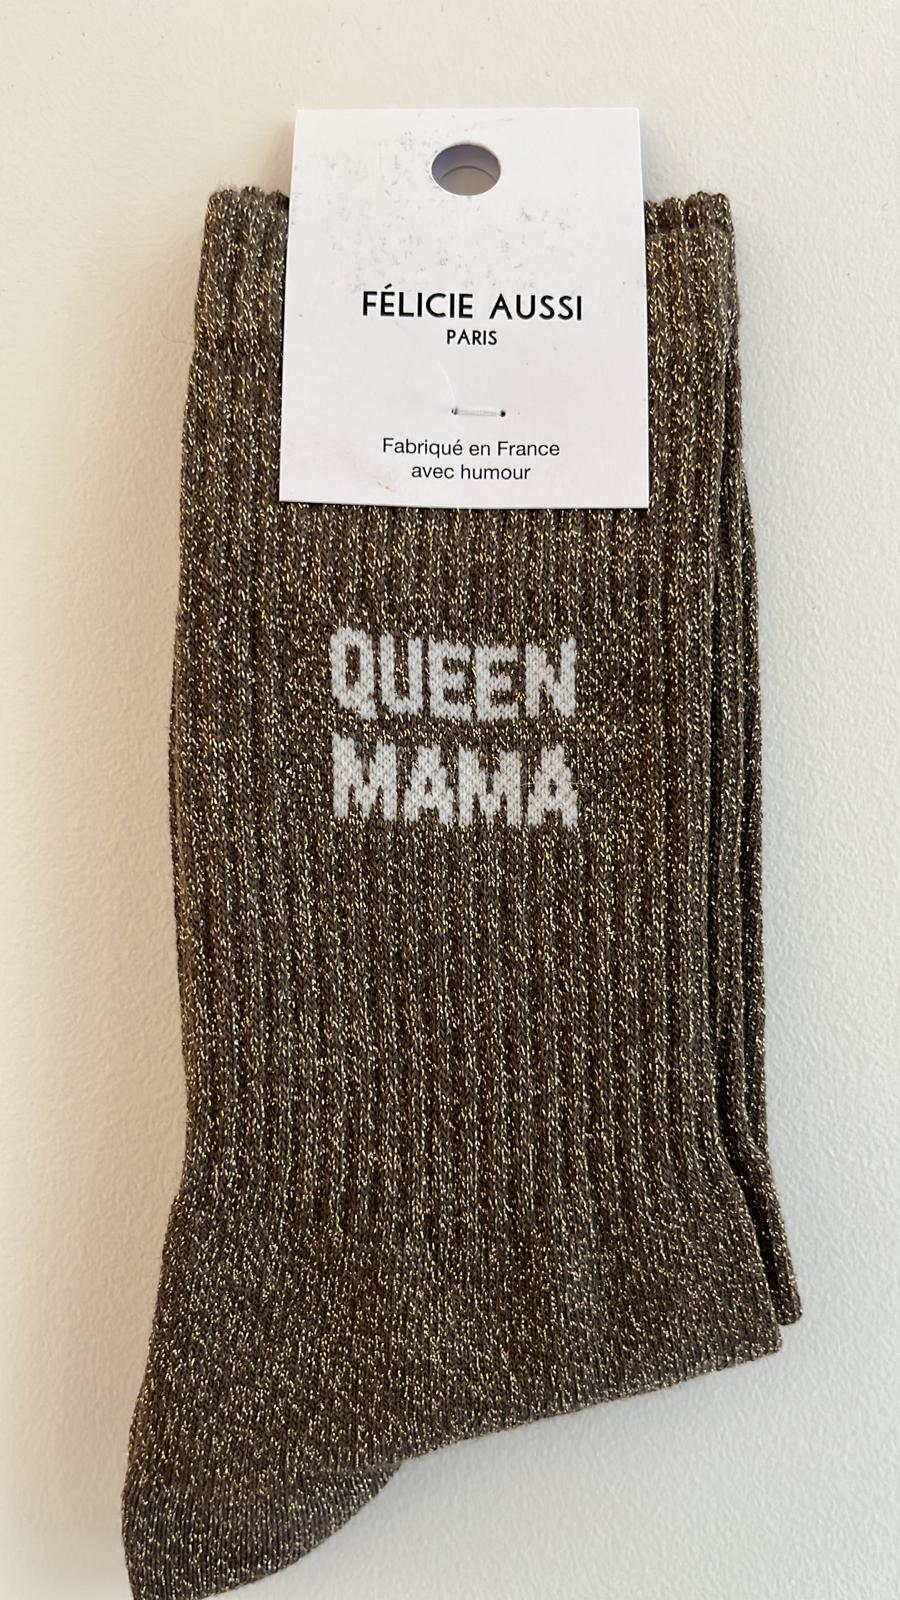 FÉLICIE AUSSI
PARIS
Fabriqué en France
avec humour
QUEEN
MAMA